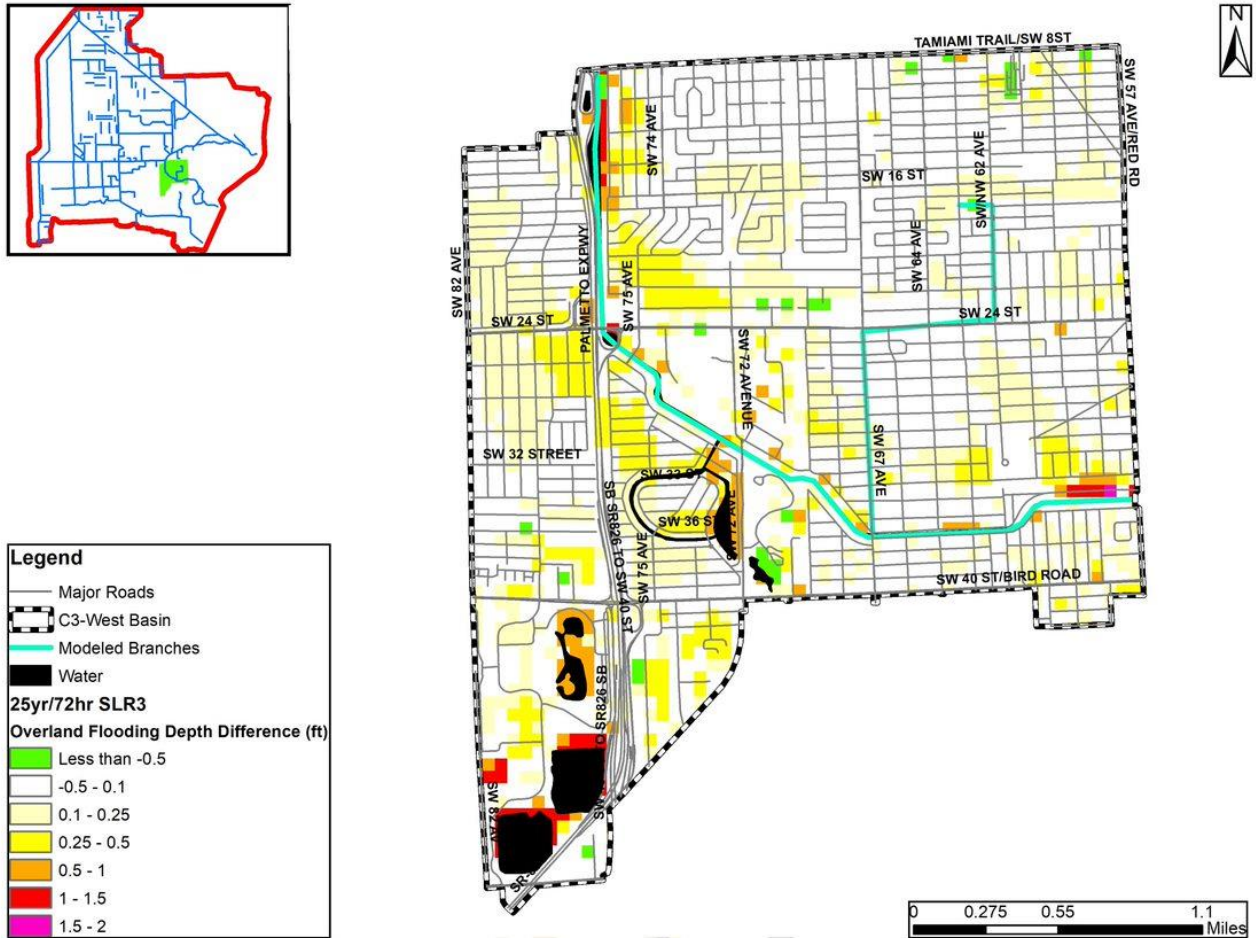 N
TAMIAMI TRAIL/SW 8ST
SW 57 AVE/RED RD
SW 74 AVE
SW 16 ST
SW/NW 62 AVE
SW 64 AVE
SW 82 AVE
PALMETTO EXPWY
SW 75 AVE
SW 24 ST
SW 24 ST
SW 72 AVENUE
SW 32 STREET
SW 67 AVE
SW 33 ST
SW 36 ST
SW 72 AVE
SB SR826 TO SW 40 ST
SW 75 AVE
SW 40 ST/BIRD ROAD
TO SR826 SB
SW 82 AV
Legend
Major Roads
C3-West Basin
Modeled Branches
Water
25yr/72hr SLR3
Overland Flooding Depth Difference (ft)
Less than -0.5
-0.5 - 0.1
0.1 - 0.25
0.25 - 0.5
0.5 - 1
1 - 1.5
1.5 - 2
0 0.275 0.55 1.1
Miles